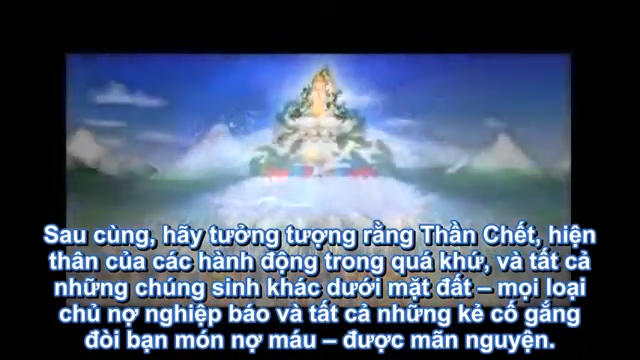 Sau cùng, hãy tưởng tượng rằng Thần Chết, hiện
thân của các hành động trong quá khứ, và tất cả
những chúng sinh khác dưới mặt đất – mọi loại
chủ nợ nghiệp báo và tất cả những kẻ cố gắng
đòi bạn món nợ máu – được mãn nguyện.